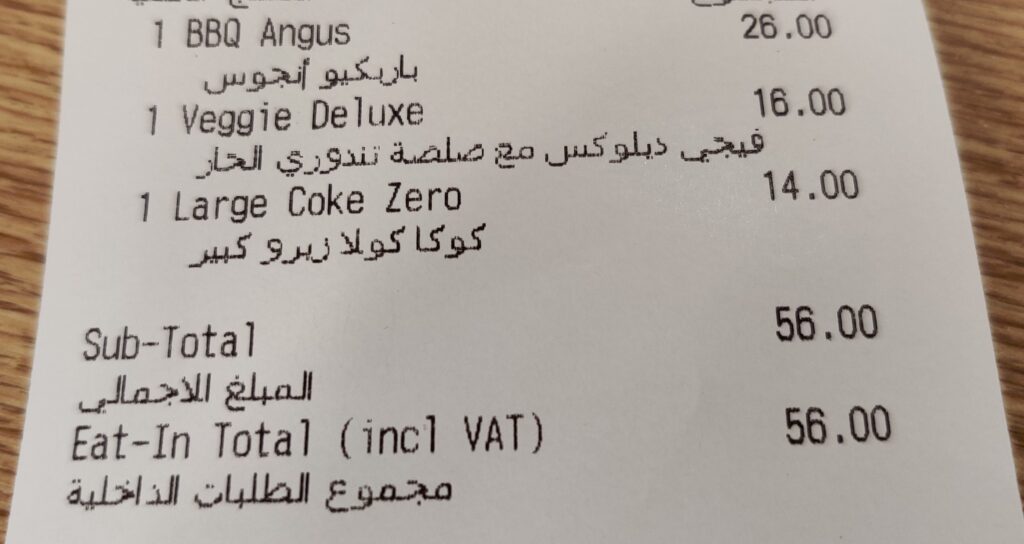 1 BBQ Angus 26.00
باربكيو أنجوس
1 Veggie Deluxe 16.00
فيجي ديلوكس مع صلصة تندوري الحار
1 Large Coke Zero 14.00
كوكا كولا زيرو كبير
Sub-Total 56.00
المبلغ الاجمالي
Eat-In Total (incl VAT) 56.00
مجموع الطلبات الداخلية